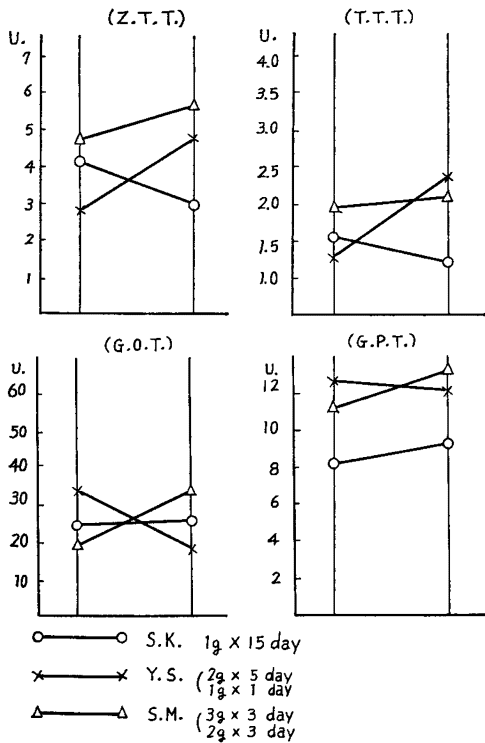 (Z.T.T.)
U.
7
6
5
4
3
2
1
(T.T.T.)
U.
4.0
3.5
3.0
2.5
2.0
1.5
1.0
(G.O.T.)
U.
60
50
40
30
20
10
(G.P.T.)
U.
12
10
8
6
4
2
S.K. 1g × 15 day
Y.S. (2g × 5 day
1g × 1 day
S.M. (3g × 3 day
2g × 3 day